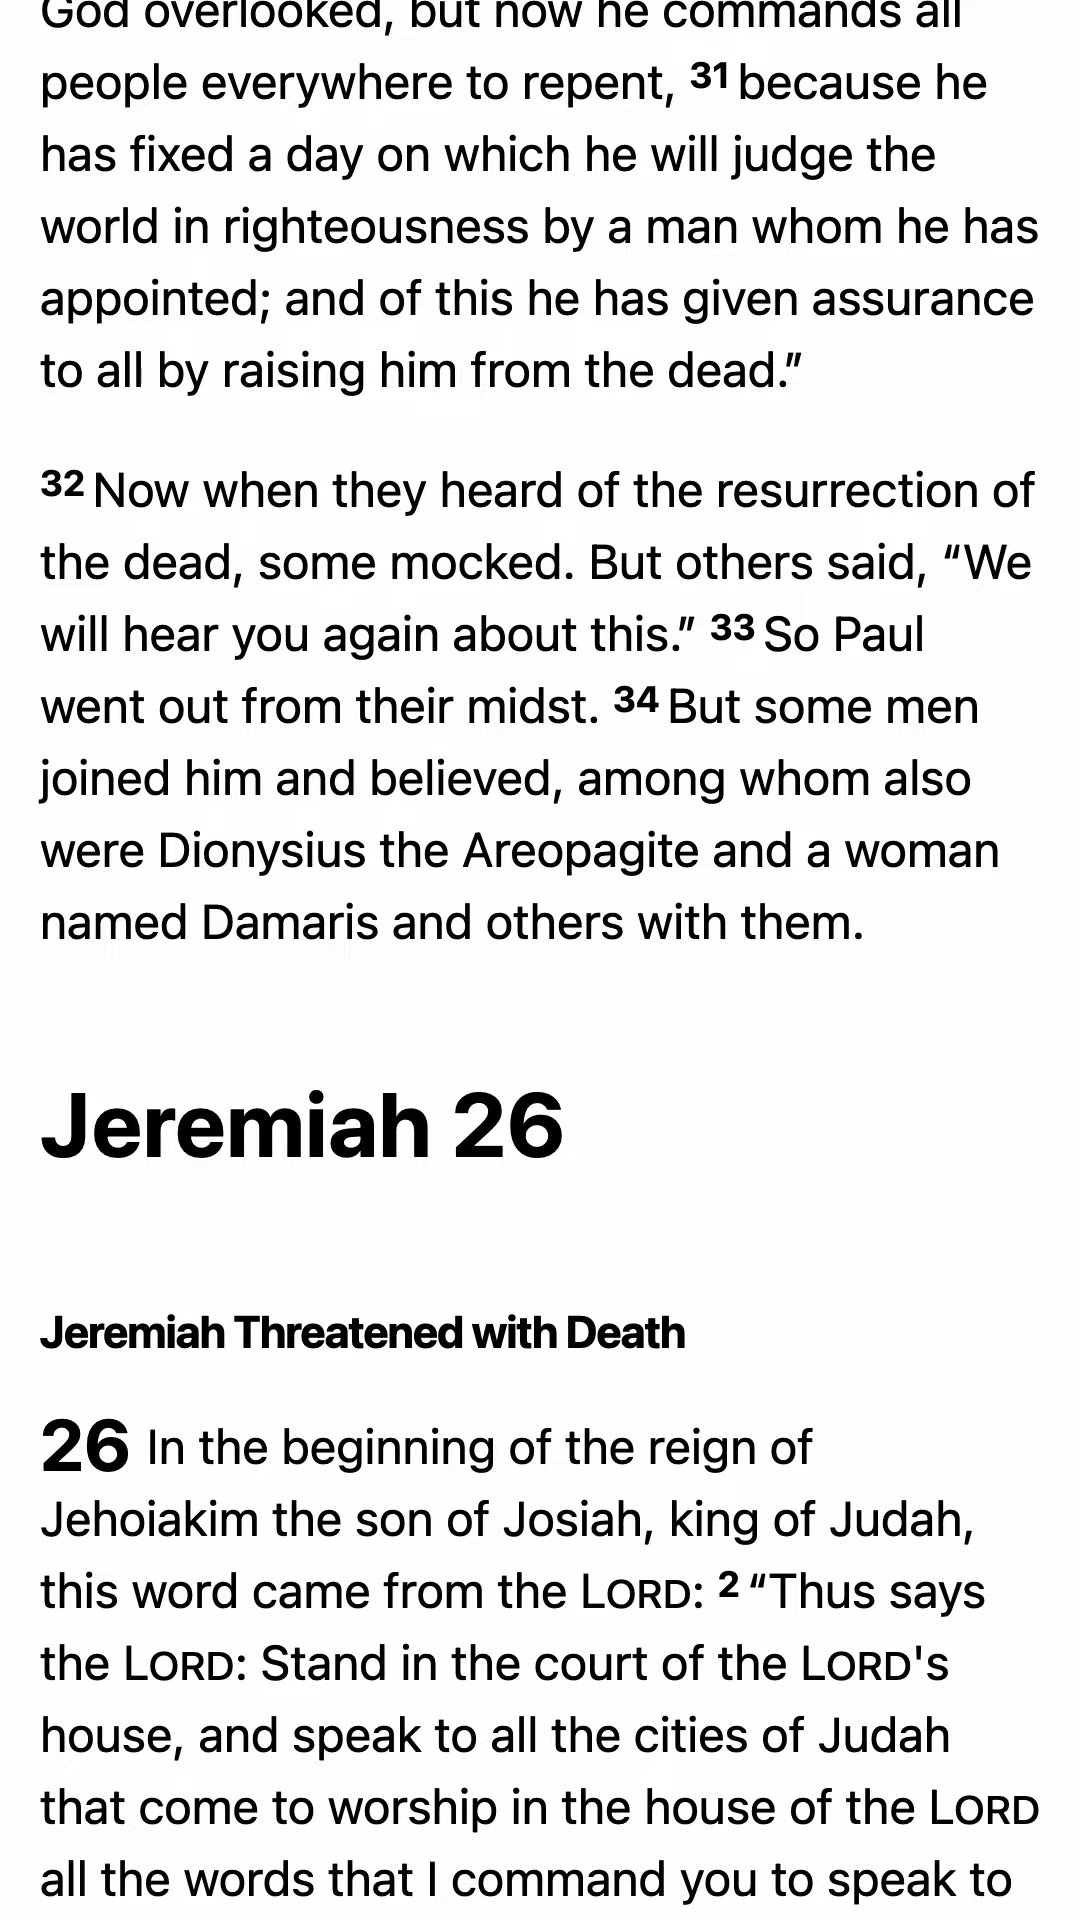 God overlooked, but now he commands all
people everywhere to repent, 31 because he
has fixed a day on which he will judge the
world in righteousness by a man whom he has
appointed; and of this he has given assurance
to all by raising him from the dead.”
32 Now when they heard of the resurrection of
the dead, some mocked. But others said, “We
will hear you again about this.” 33 So Paul
went out from their midst. 34 But some men
joined him and believed, among whom also
were Dionysius the Areopagite and a woman
named Damaris and others with them.
Jeremiah 26
Jeremiah Threatened with Death
26 In the beginning of the reign of
Jehoiakim the son of Josiah, king of Judah,
this word came from the LORD: 2 “Thus says
the LORD: Stand in the court of the LORD's
house, and speak to all the cities of Judah
that come to worship in the house of the LORD
all the words that I command you to speak to